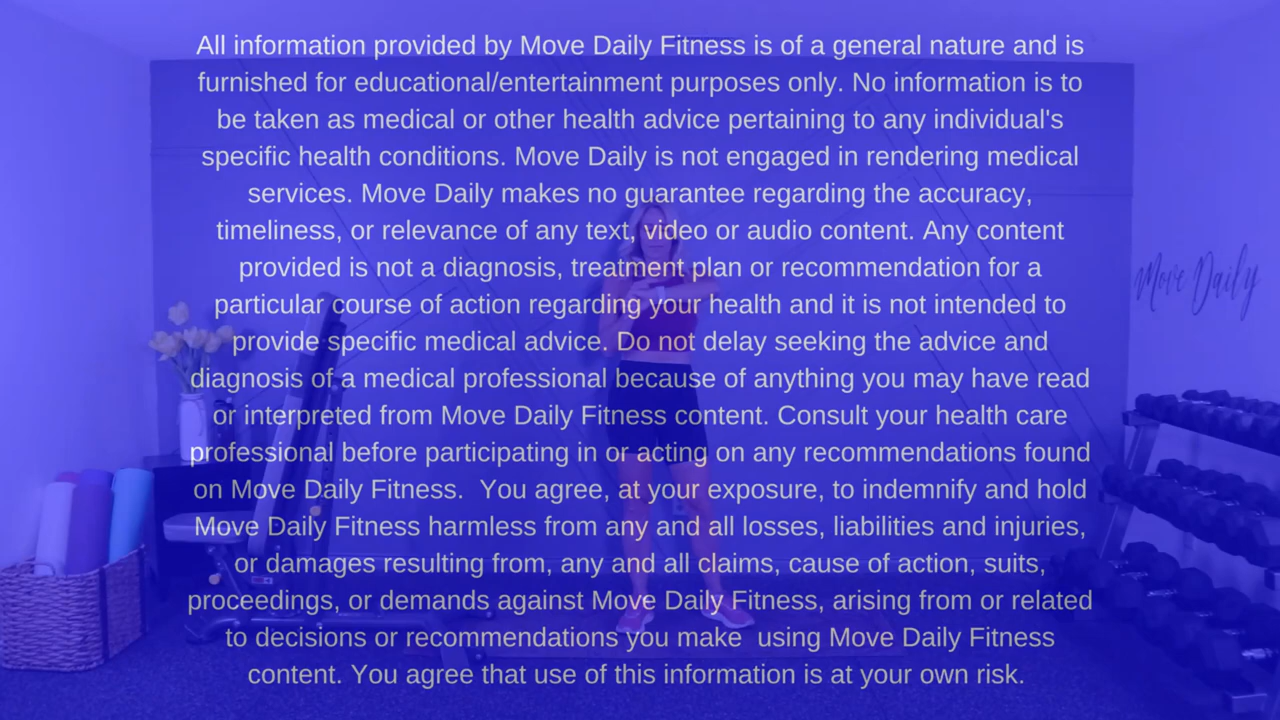 All information provided by Move Daily Fitness is of a general nature and is
furnished for educational/entertainment purposes only. No information is to
be taken as medical or other health advice pertaining to any individual's
specific health conditions. Move Daily is not engaged in rendering medical
services. Move Daily makes no guarantee regarding the accuracy,
timeliness, or relevance of any text, video or audio content. Any content
provided is not a diagnosis, treatment plan or recommendation for a
particular course of action regarding your health and it is not intended to
provide specific medical advice. Do not delay seeking the advice and
diagnosis of a medical professional because of anything you may have read
or interpreted from Move Daily Fitness content. Consult your health care
professional before participating in or acting on any recommendations found
on Move Daily Fitness.  You agree, at your exposure, to indemnify and hold
Move Daily Fitness harmless from any and all losses, liabilities and injuries,
or damages resulting from, any and all claims, cause of action, suits,
proceedings, or demands against Move Daily Fitness, arising from or related
to decisions or recommendations you make  using Move Daily Fitness
content. You agree that use of this information is at your own risk.
Move Daily